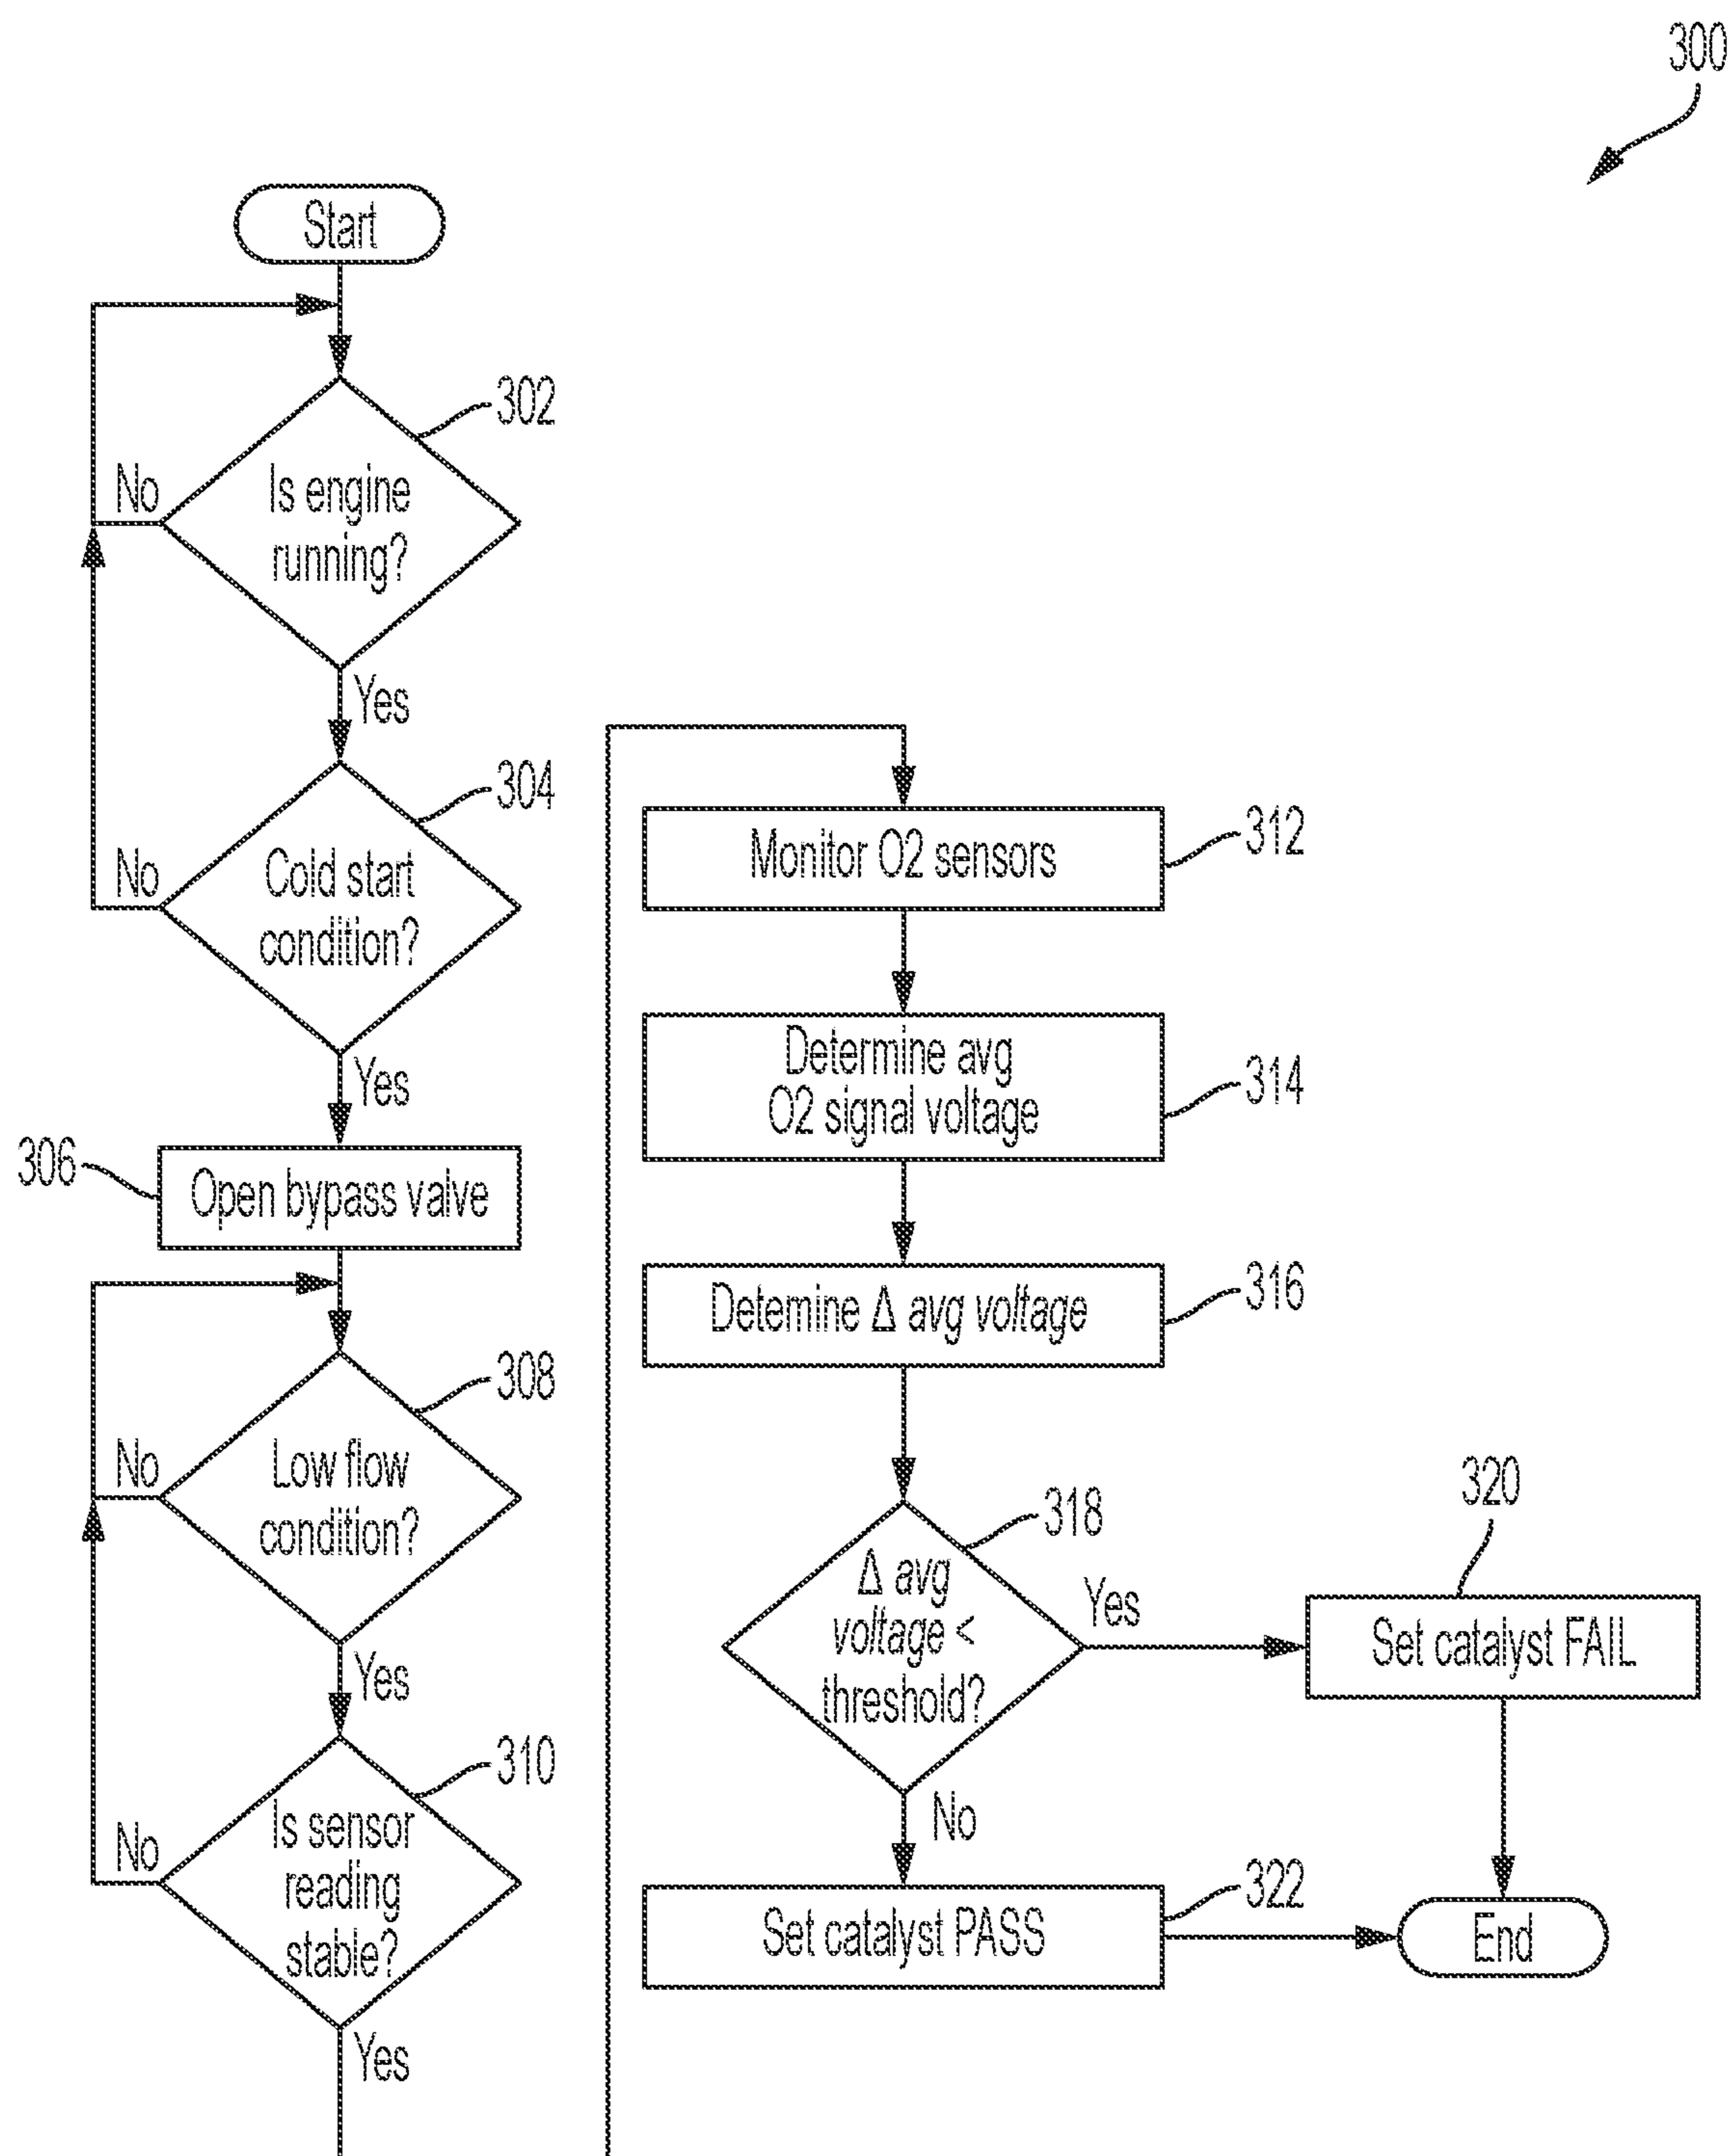 300
Start
302
No
Is engine
running?
Yes
304
No
Cold start
condition?
Yes
306
Open bypass valve
308
No
Low flow
condition?
Yes
310
No
Is sensor
reading
stable?
Yes
Monitor O2 sensors
312
Determine avg
O2 signal voltage
314
Detemine Δ avg voltage
316
318
Δ avg
voltage <
threshold?
Yes
320
Set catalyst FAIL
No
322
Set catalyst PASS
End